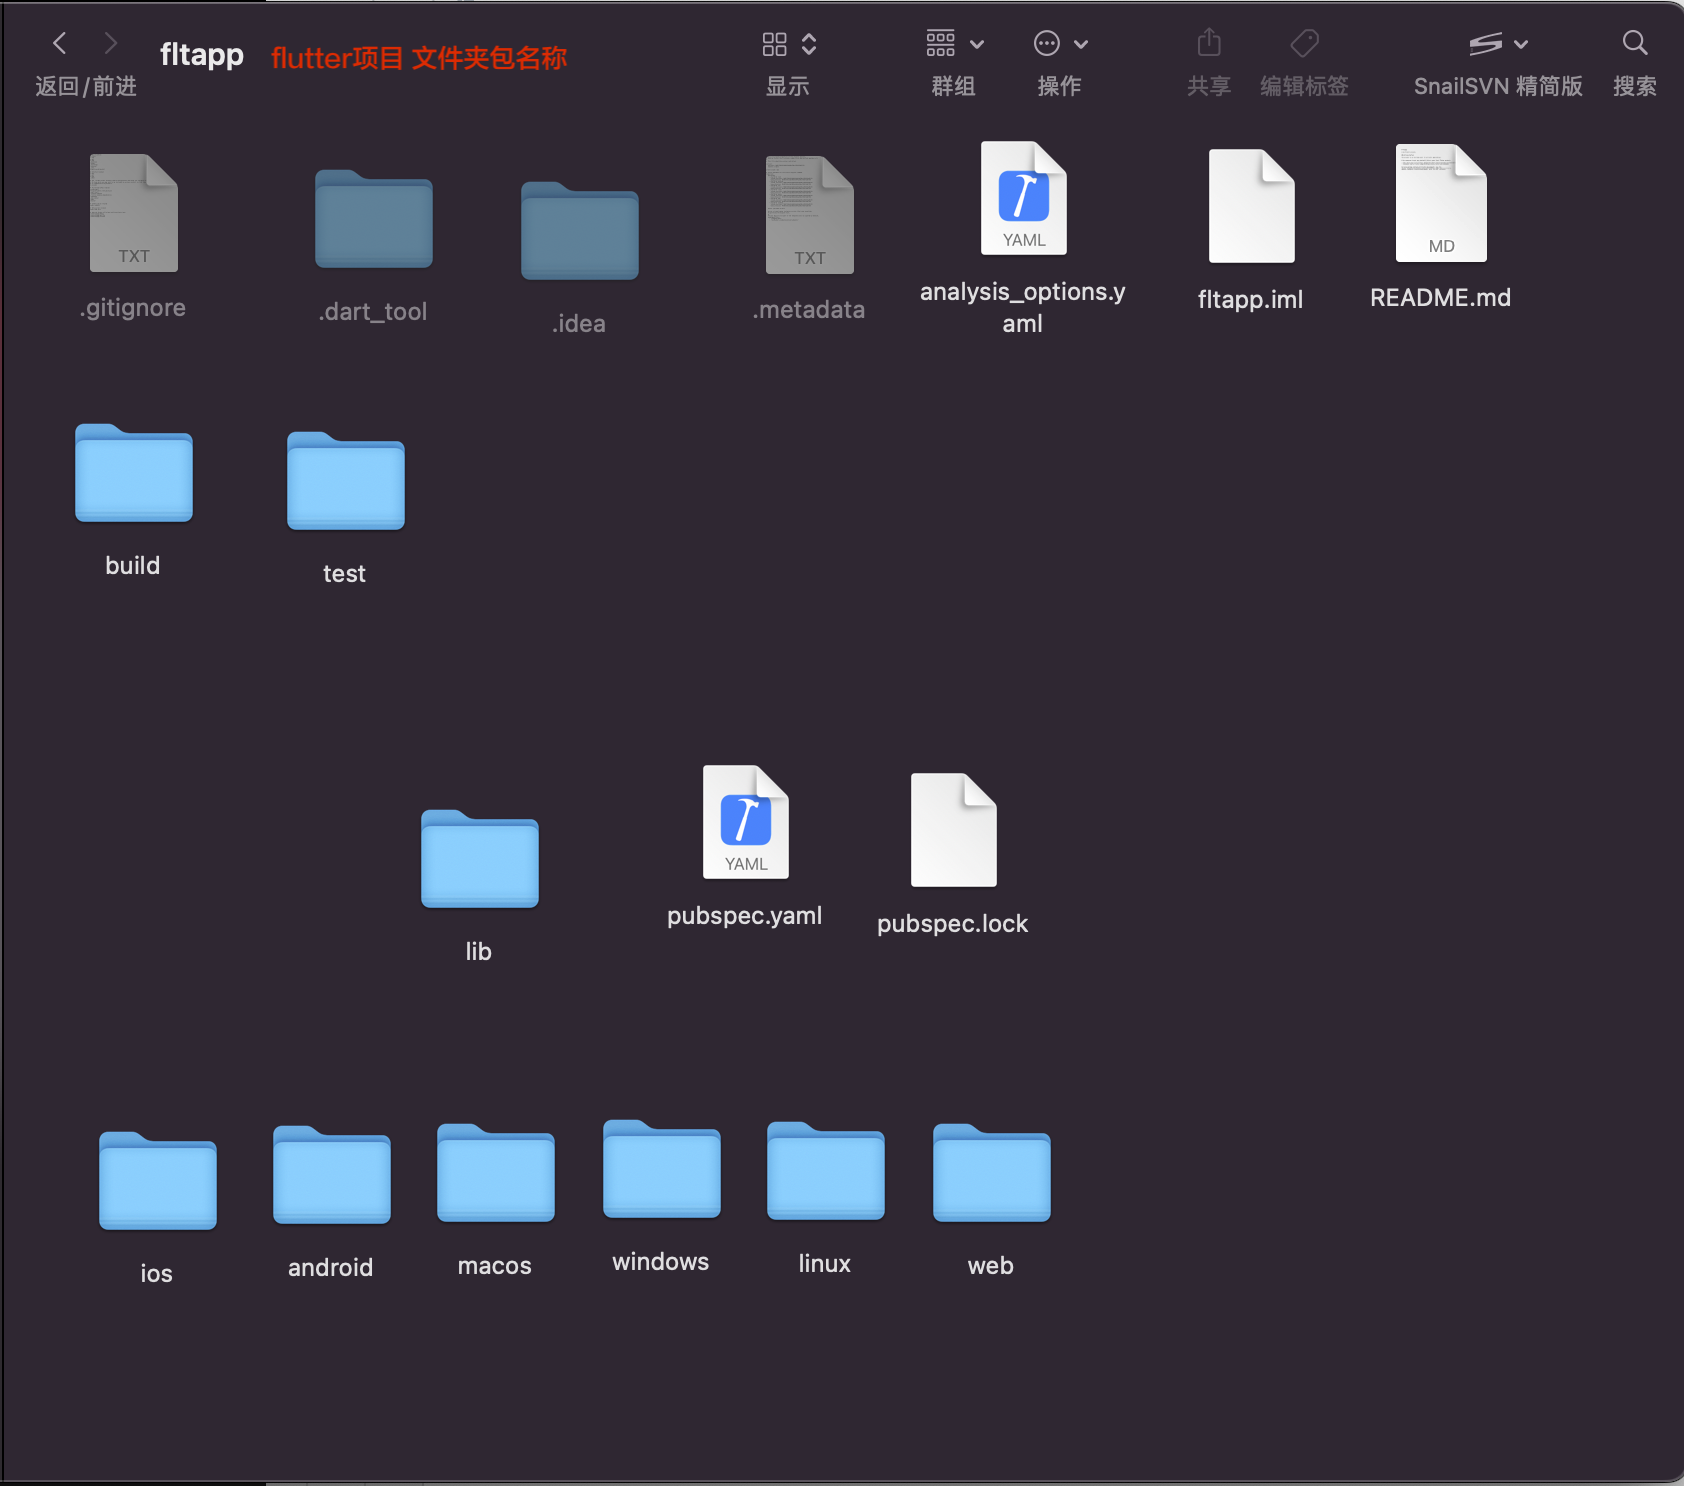 fltapp flutter项目 文件夹包名称
返回/前进 显示 群组 操作 共享 编辑标签 SnailSVN 精简版 搜索
TXT
.gitignore
.dart_tool
.idea
TXT
.metadata
YAML
analysis_options.y
aml
fltapp.iml
MD
README.md
build
test
lib
YAML
pubspec.yaml
pubspec.lock
ios
android
macos
windows
linux
web